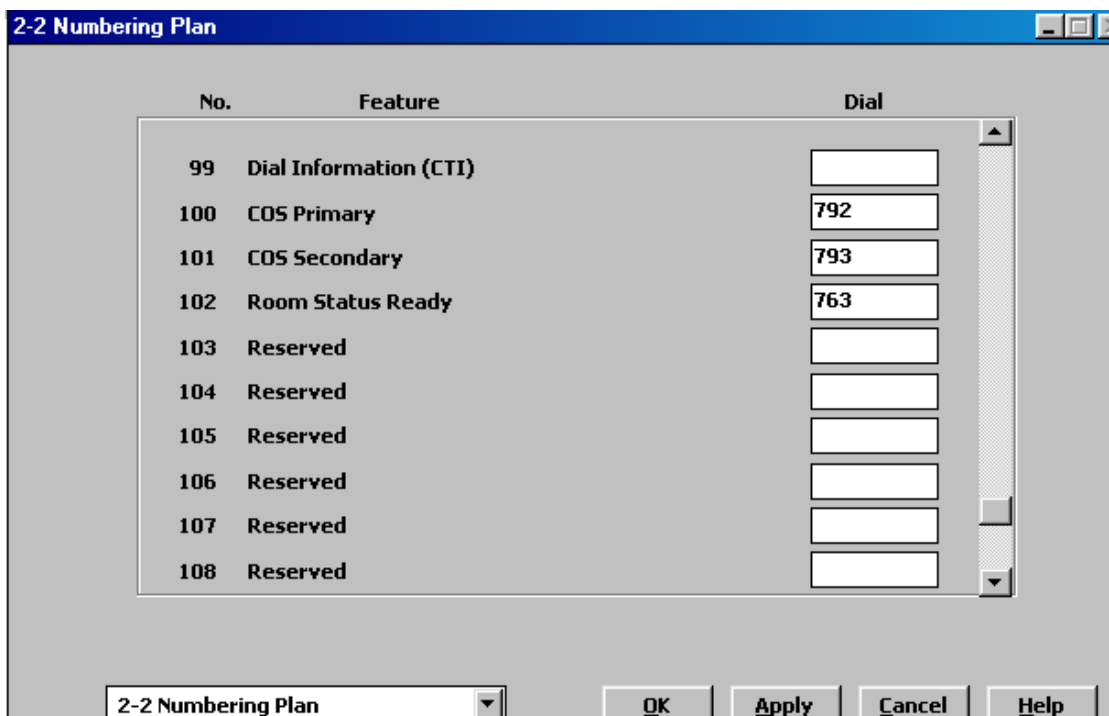 2-2 Numbering Plan
No. Feature Dial
99 Dial Information (CTI)
100 COS Primary 792
101 COS Secondary 793
102 Room Status Ready 763
103 Reserved
104 Reserved
105 Reserved
106 Reserved
107 Reserved
108 Reserved
2-2 Numbering Plan OK Apply Cancel Help